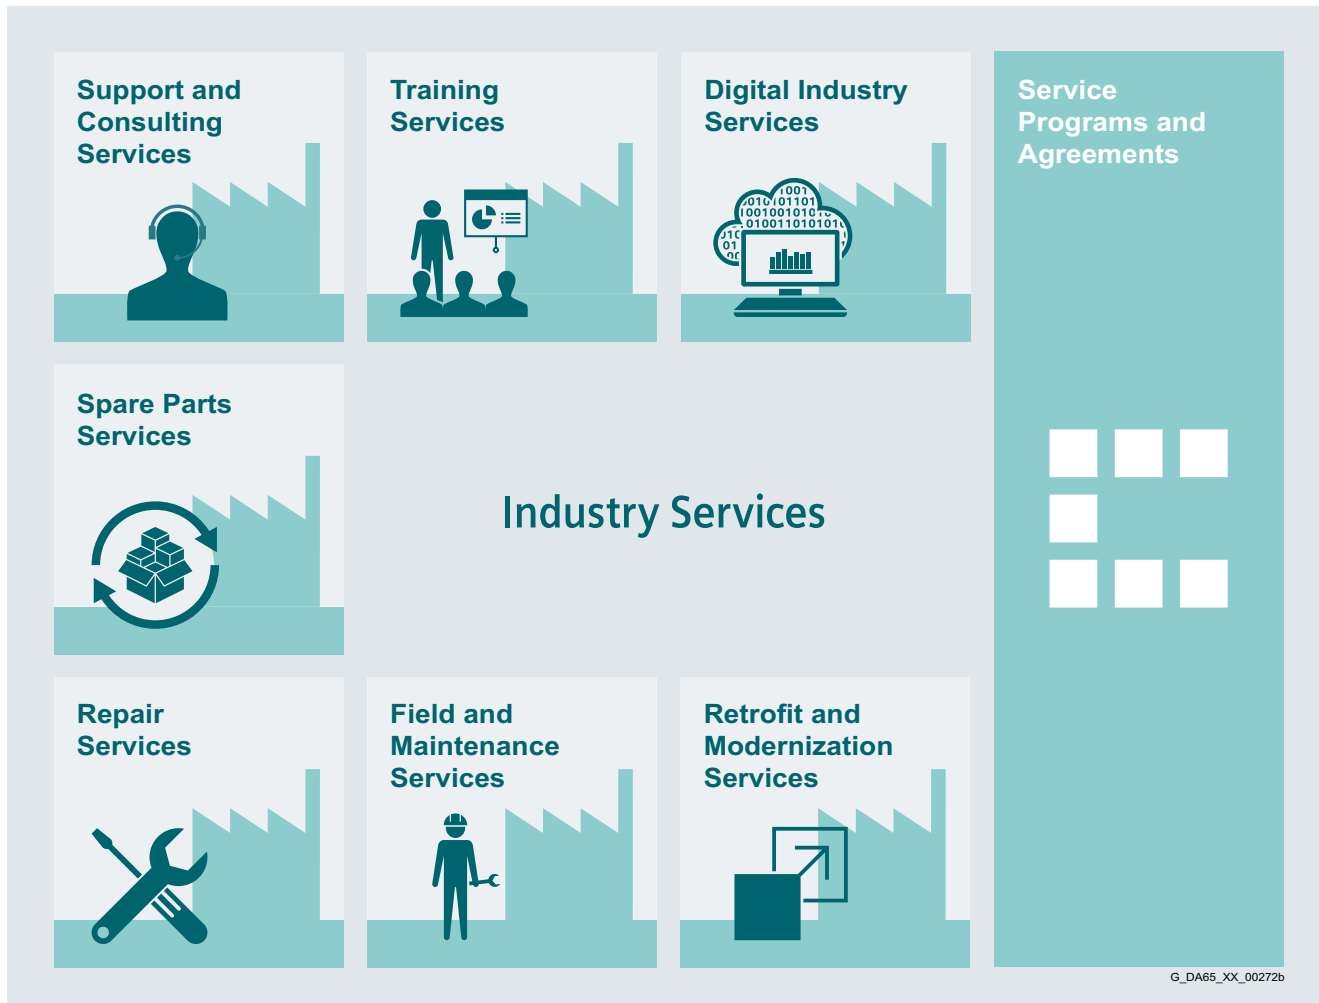 Support and
Consulting
Services
Training
Services
Digital Industry
Services
Service
Programs and
Agreements
Spare Parts
Services
Industry Services
Repair
Services
Field and
Maintenance
Services
Retrofit and
Modernization
Services
G_DA65_XX_00272b